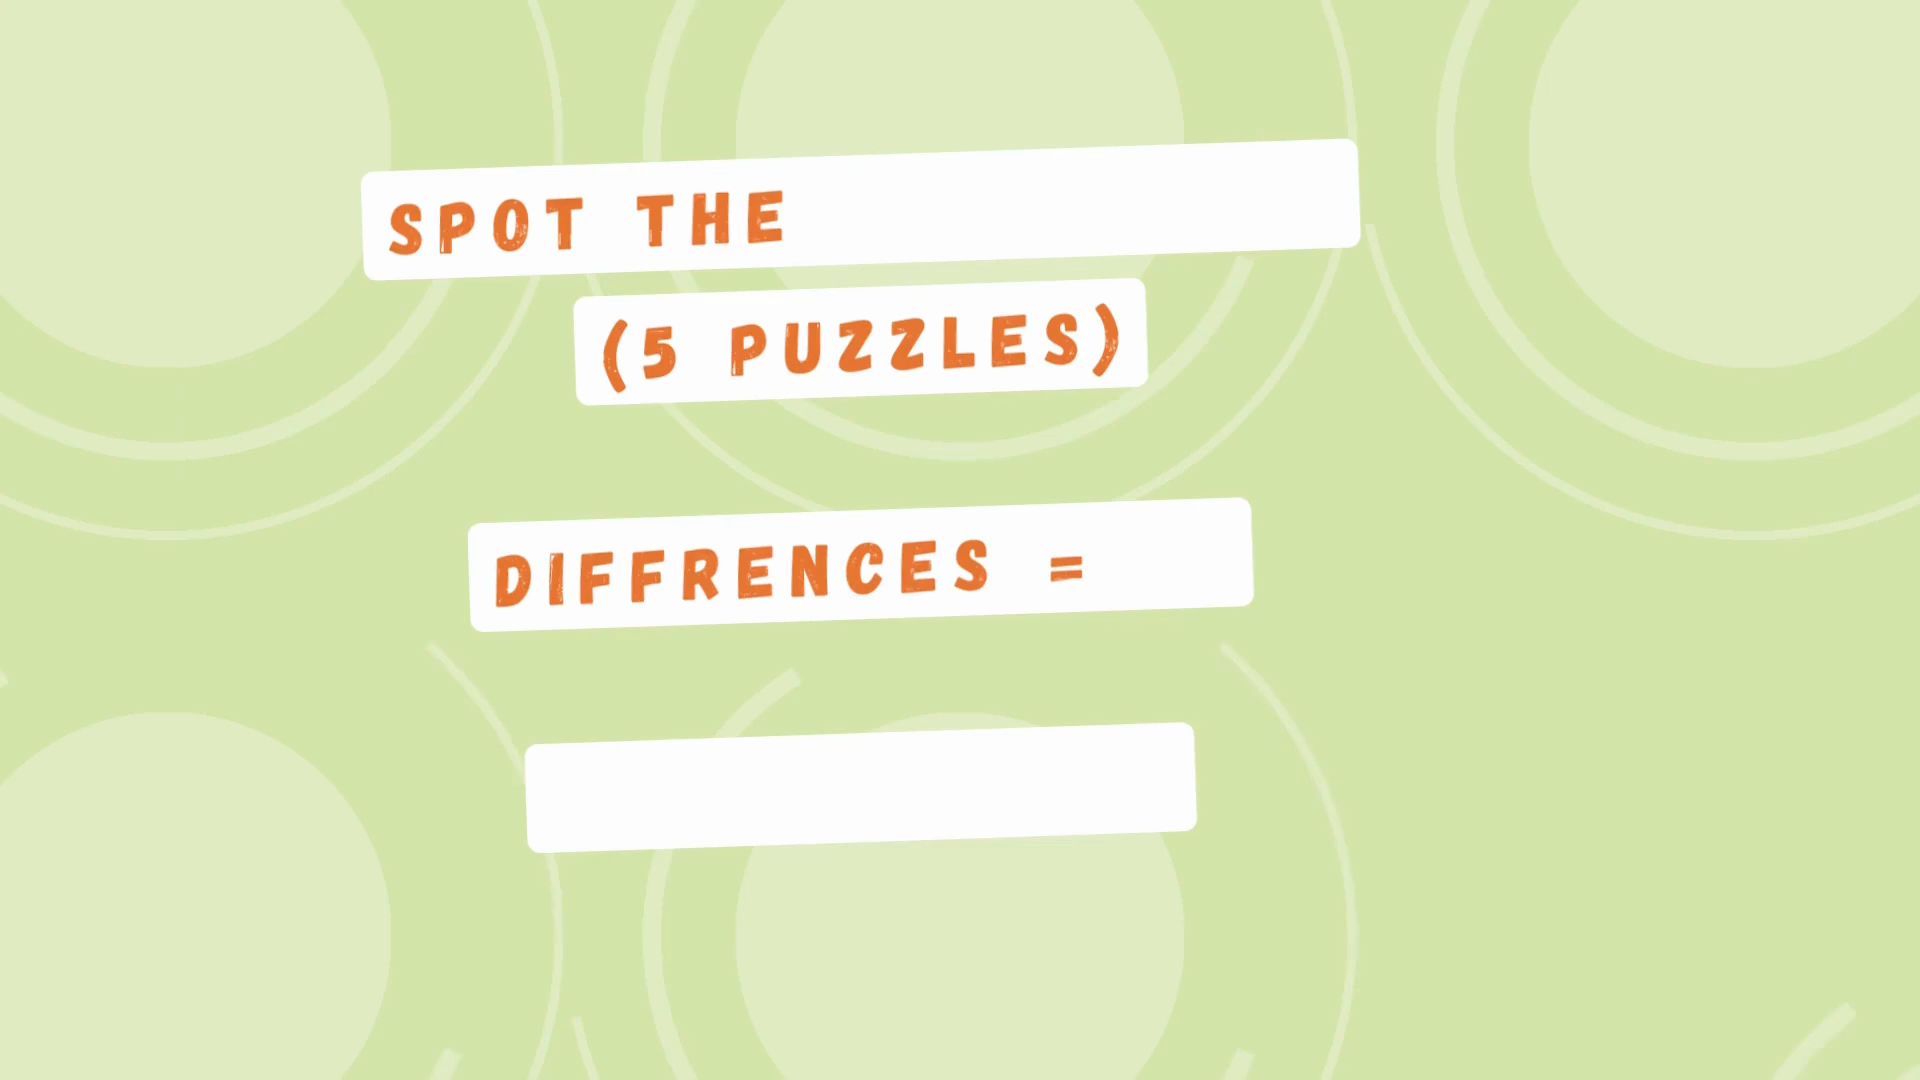 SPOT THE
(5 PUZZLES)
DIFFRENCES =